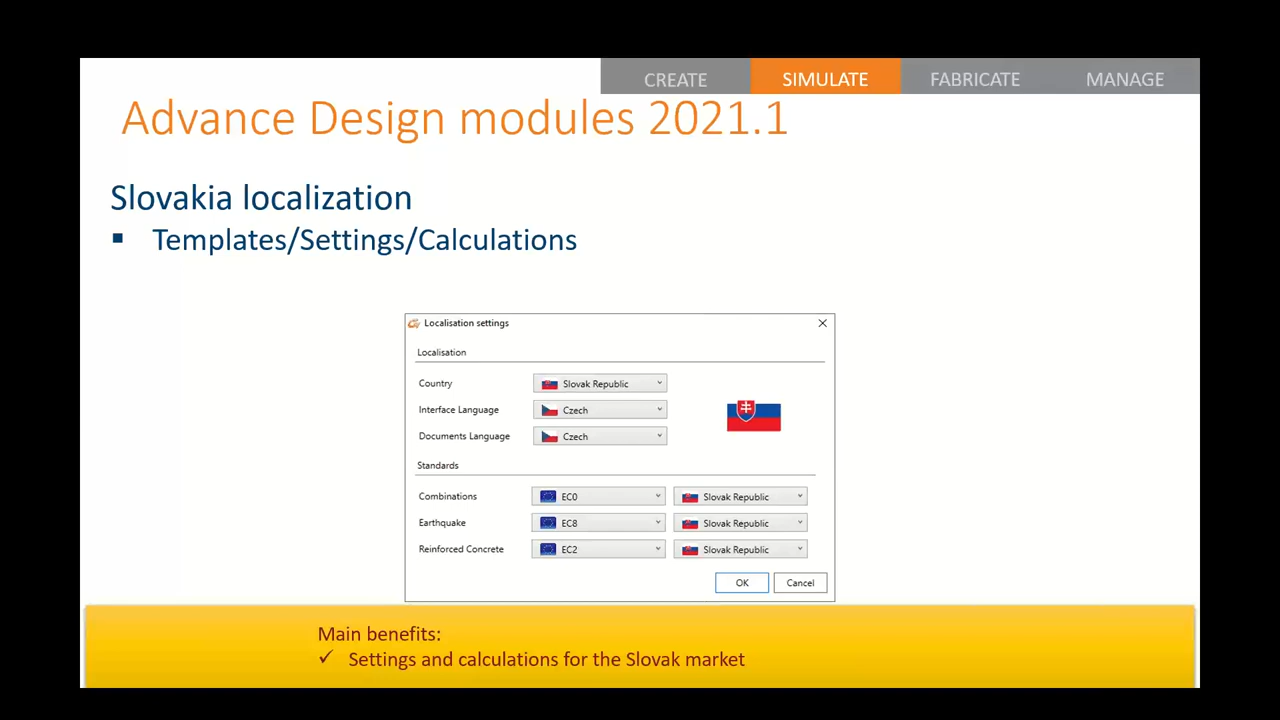 CREATE SIMULATE FABRICATE MANAGE
Advance Design modules 2021.1
Slovakia localization
▪ Templates/Settings/Calculations
Localisation settings
Localisation
Country Slovak Republic
Interface Language Czech
Documents Language Czech
Standards
Combinations EC0 Slovak Republic
Earthquake EC8 Slovak Republic
Reinforced Concrete EC2 Slovak Republic
OK Cancel
Main benefits:
✓ Settings and calculations for the Slovak market